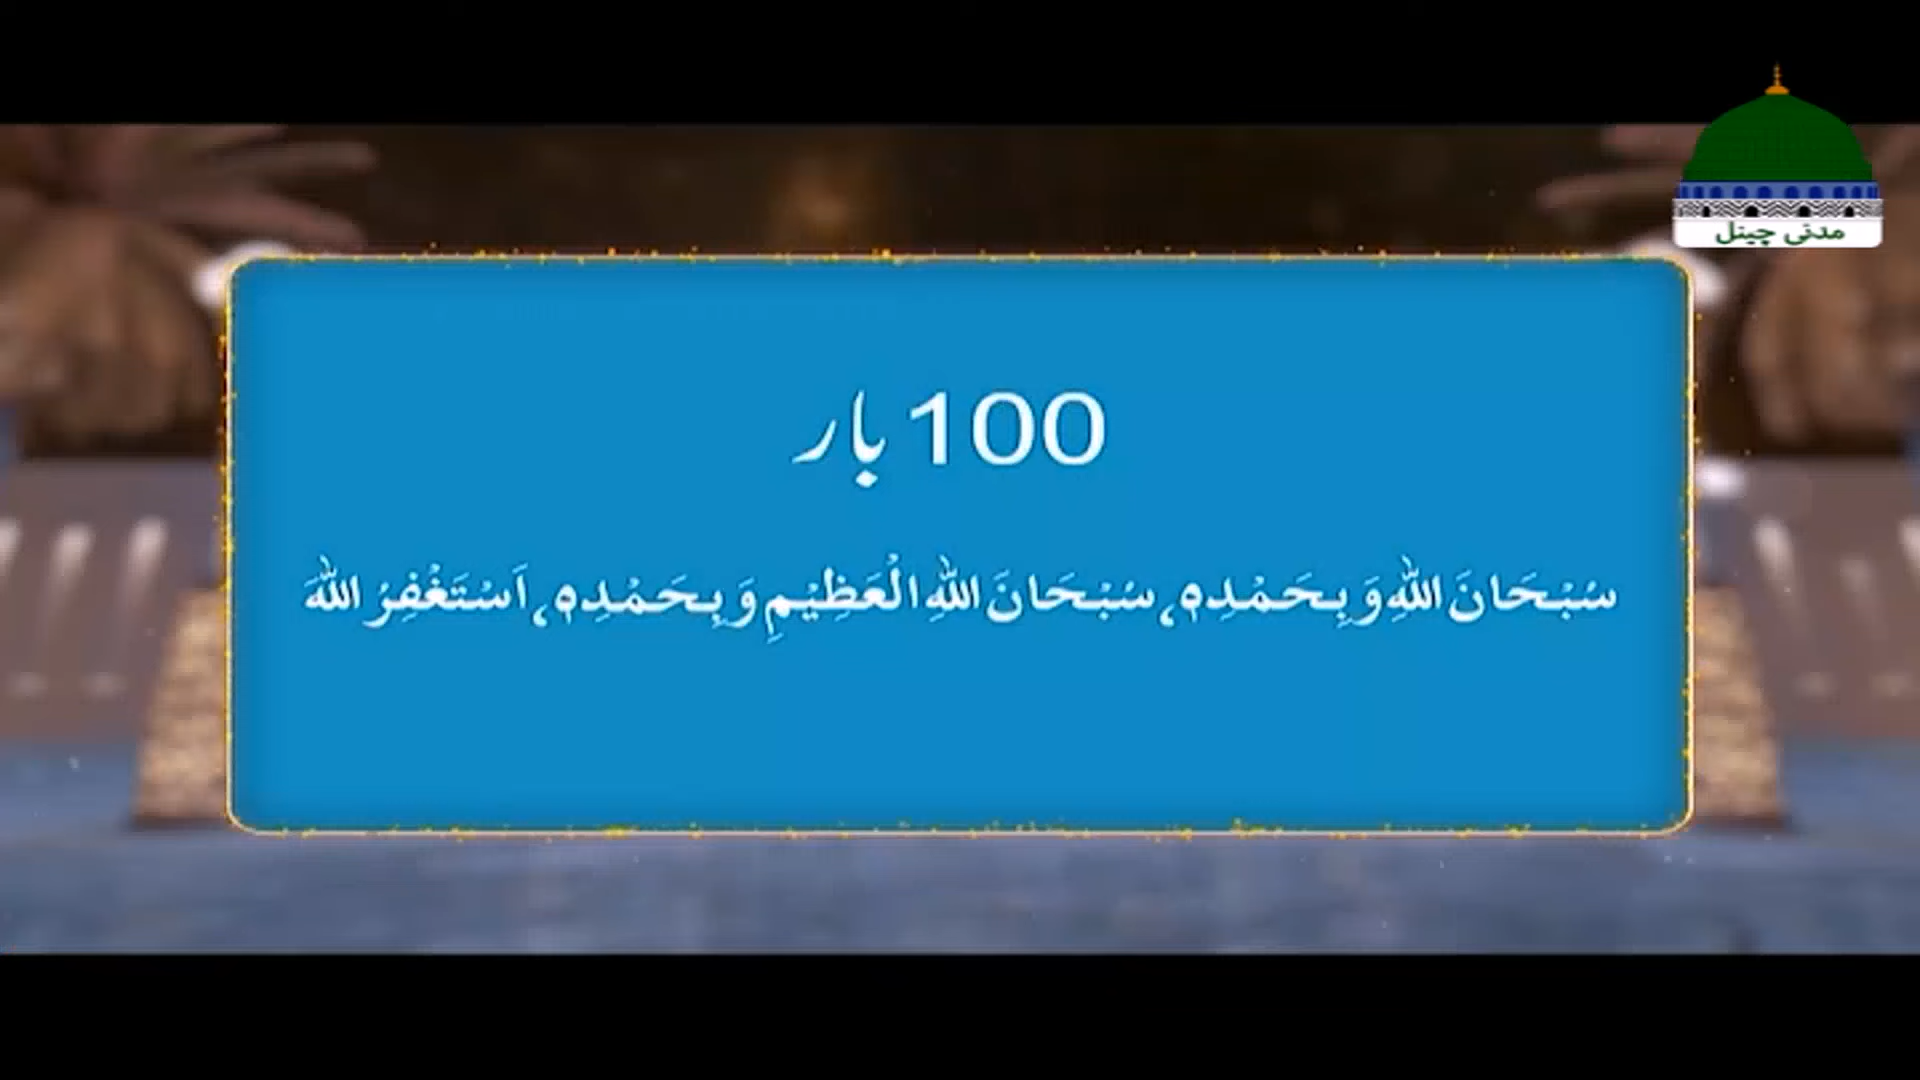 مدنی چینل
100 بار
سُبْحَانَ اللّٰهِ وَ بِحَمْدِهٖ، سُبْحَانَ اللّٰهِ الْعَظِيْمِ وَ بِحَمْدِهٖ، اَسْتَغْفِرُ اللّٰهَ